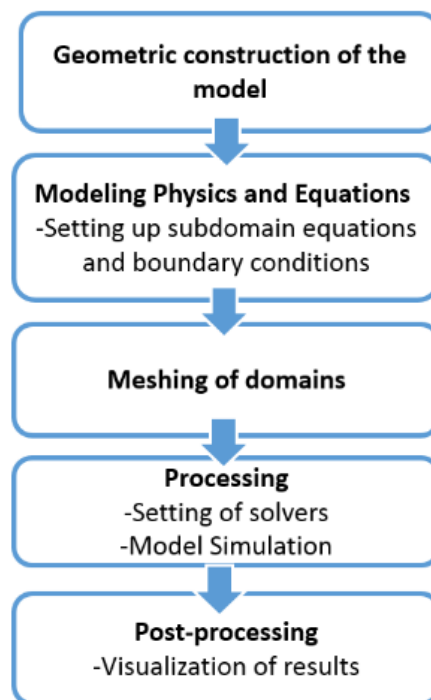 Geometric construction of the
model
Modeling Physics and Equations
-Setting up subdomain equations
and boundary conditions
Meshing of domains
Processing
-Setting of solvers
-Model Simulation
Post-processing
-Visualization of results